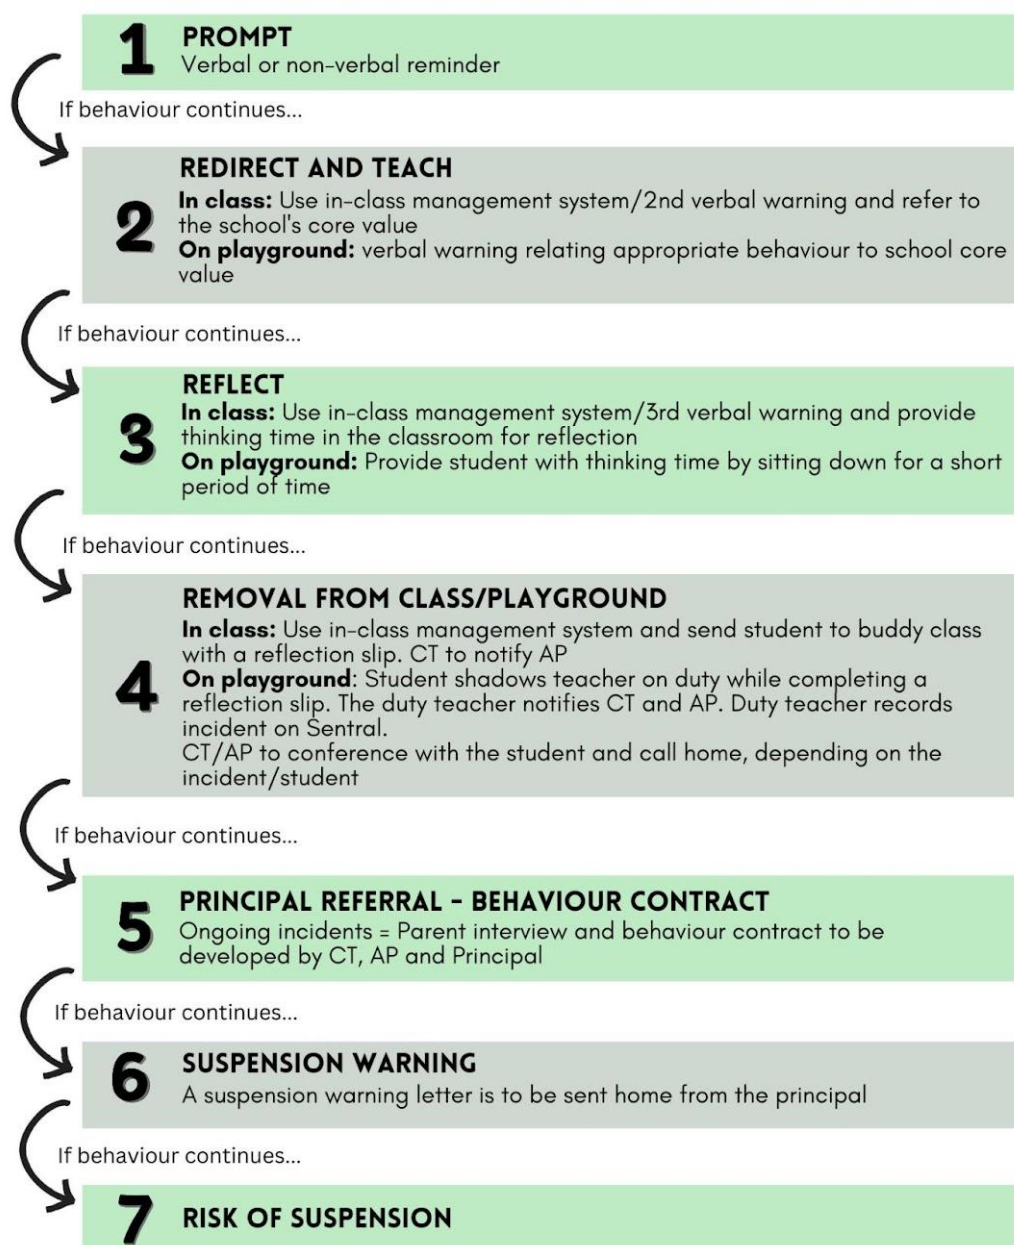 1 PROMPT
Verbal or non-verbal reminder
If behaviour continues...
REDIRECT AND TEACH
2 In class: Use in-class management system/2nd verbal warning and refer to
the school's core value
On playground: verbal warning relating appropriate behaviour to school core
value
If behaviour continues...
REFLECT
3 In class: Use in-class management system/3rd verbal warning and provide
thinking time in the classroom for reflection
On playground: Provide student with thinking time by sitting down for a short
period of time
If behaviour continues...
REMOVAL FROM CLASS/PLAYGROUND
In class: Use in-class management system and send student to buddy class
with a reflection slip. CT to notify AP
4 On playground: Student shadows teacher on duty while completing a
reflection slip. The duty teacher notifies CT and AP. Duty teacher records
incident on Sentral.
CT/AP to conference with the student and call home, depending on the
incident/student
If behaviour continues...
5 PRINCIPAL REFERRAL - BEHAVIOUR CONTRACT
Ongoing incidents = Parent interview and behaviour contract to be
developed by CT, AP and Principal
If behaviour continues...
6 SUSPENSION WARNING
A suspension warning letter is to be sent home from the principal
If behaviour continues...
7 RISK OF SUSPENSION